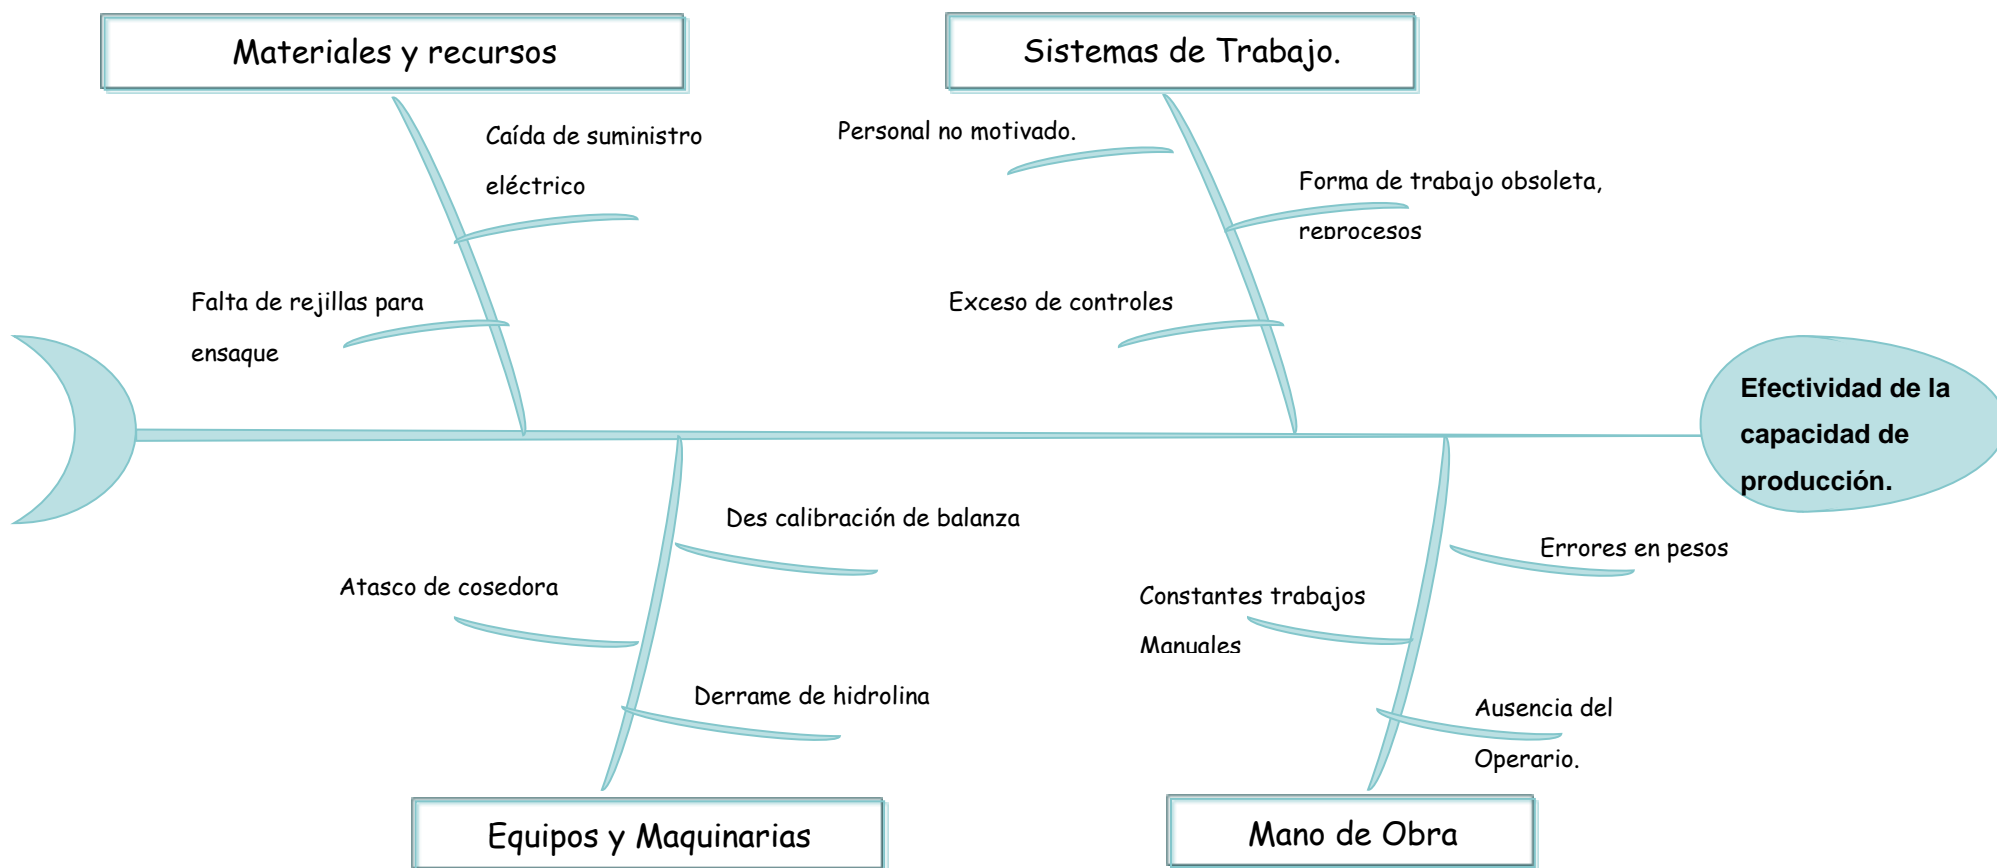 Materiales y recursos
Sistemas de Trabajo.
Caída de suministro
eléctrico
Personal no motivado.
Forma de trabajo obsoleta,
reprocesos
Falta de rejillas para
ensaque
Exceso de controles
Efectividad de la
capacidad de
producción.
Des calibración de balanza
Errores en pesos
Atasco de cosedora
Constantes trabajos
Manuales
Derrame de hidrolina
Ausencia del
Operario.
Equipos y Maquinarias
Mano de Obra